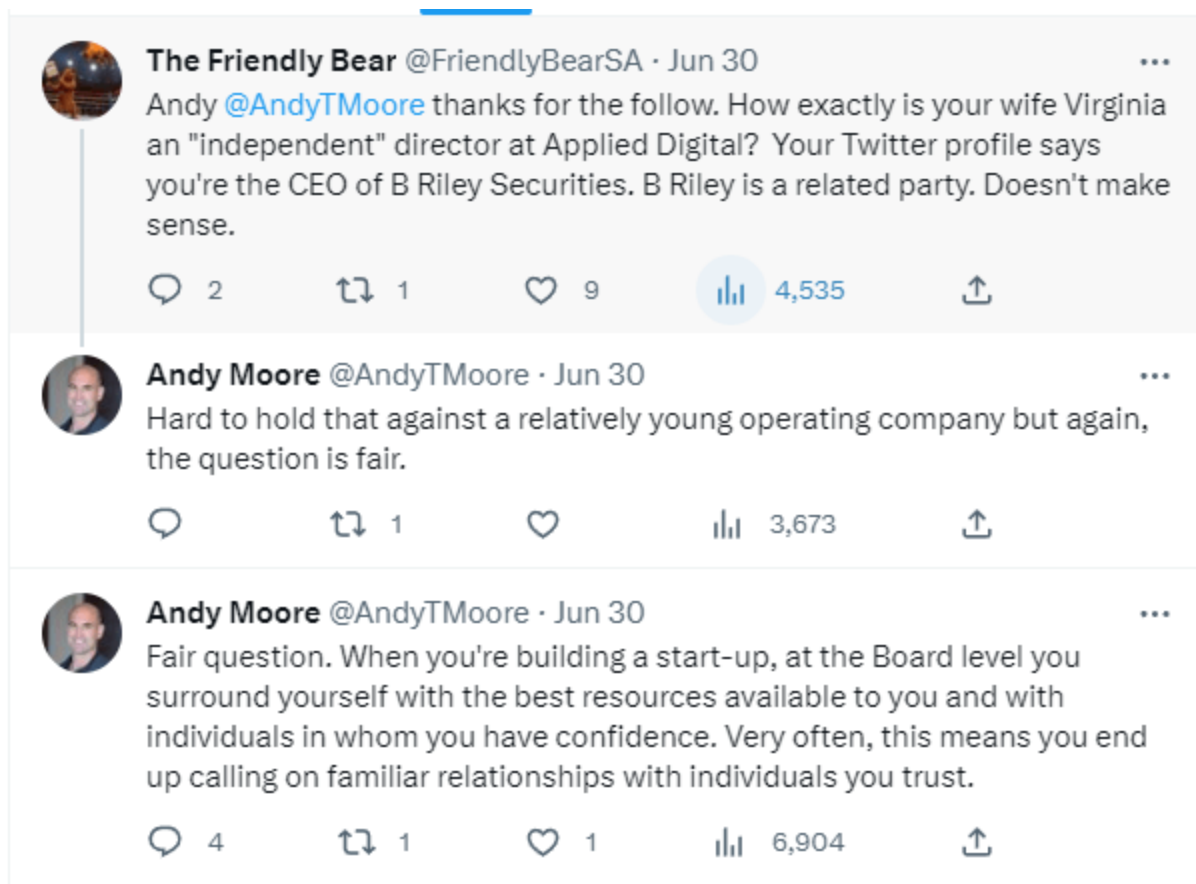 The Friendly Bear @FriendlyBearSA · Jun 30
Andy @AndyTMoore thanks for the follow. How exactly is your wife Virginia
an "independent" director at Applied Digital?  Your Twitter profile says
you're the CEO of B Riley Securities. B Riley is a related party. Doesn't make
sense.
2 1 9 4,535
Andy Moore @AndyTMoore · Jun 30
Hard to hold that against a relatively young operating company but again,
the question is fair.
1 3,673
Andy Moore @AndyTMoore · Jun 30
Fair question. When you're building a start-up, at the Board level you
surround yourself with the best resources available to you and with
individuals in whom you have confidence. Very often, this means you end
up calling on familiar relationships with individuals you trust.
4 1 1 6,904